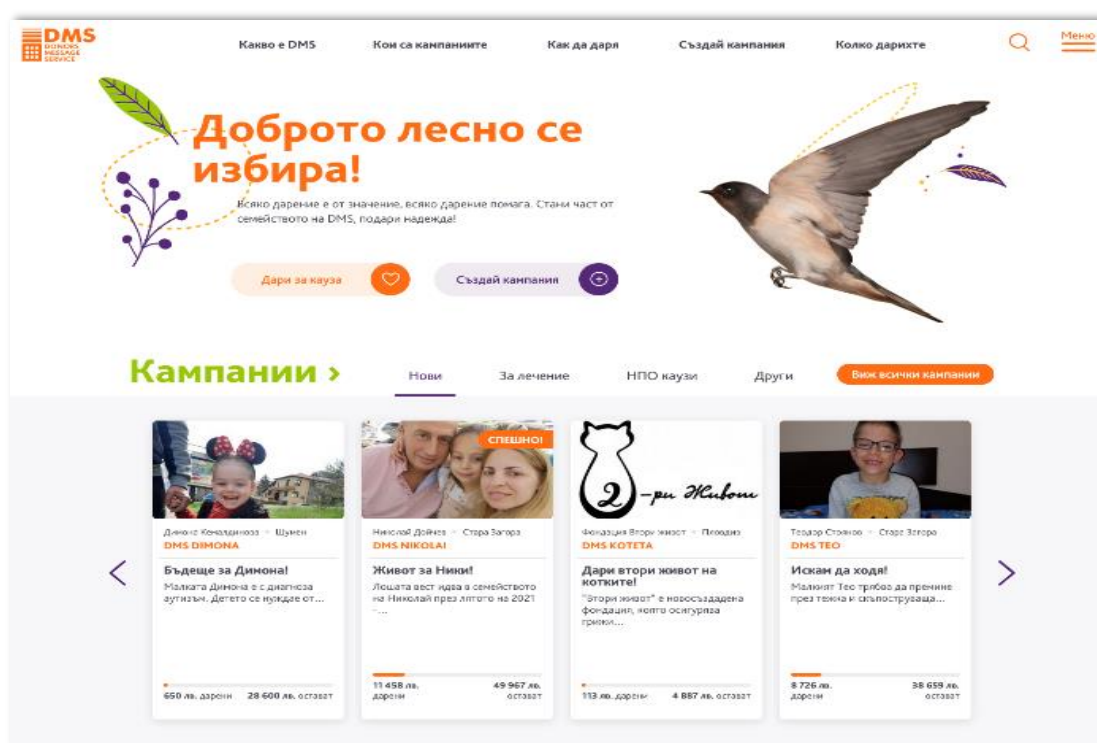 DMS
DONORS
MESSAGE
SERVICE
Какво е DMS
Кои са кампаниите
Как да даря
Създай кампания
Колко дарихте
Меню
Доброто лесно се
избира!
Всяко дарение е от значение, всяко дарение помага. Стани част от
семейството на DMS, подари надежда!
Дари за кауза
Създай кампания
Кампании ›
Нови
За лечение
НПО каузи
Други
Виж всички кампании
Димона Кемалдинова • Шумен
DMS DIMONA
Бъдеще за Димона!
Малката Димона е с диагноза
аутизъм. Детето се нуждае от...
650 лв. дарени 28 600 лв. остават
СПЕШНО!
Николай Дойчев • Стара Загора
DMS NIKOLAI
Живот за Ники!
Лошата вест идва в семейството
на Николай през лятото на 2021
-...
11 458 лв. 49 967 лв.
дарени остават
2-ри Живот
Фондация Втори живот • Пловдив
DMS KOTETA
Дари втори живот на
котките!
"Втори живот" е новосъздадена
фондация, която осигурява
грижи...
113 лв. дарени 4 887 лв. остават
Теодор Стоянов • Стара Загора
DMS TEO
Искам да ходя!
Малкият Тео трябва да премине
през тежка и скъпоструваща...
8 726 лв. 38 659 лв.
дарени остават